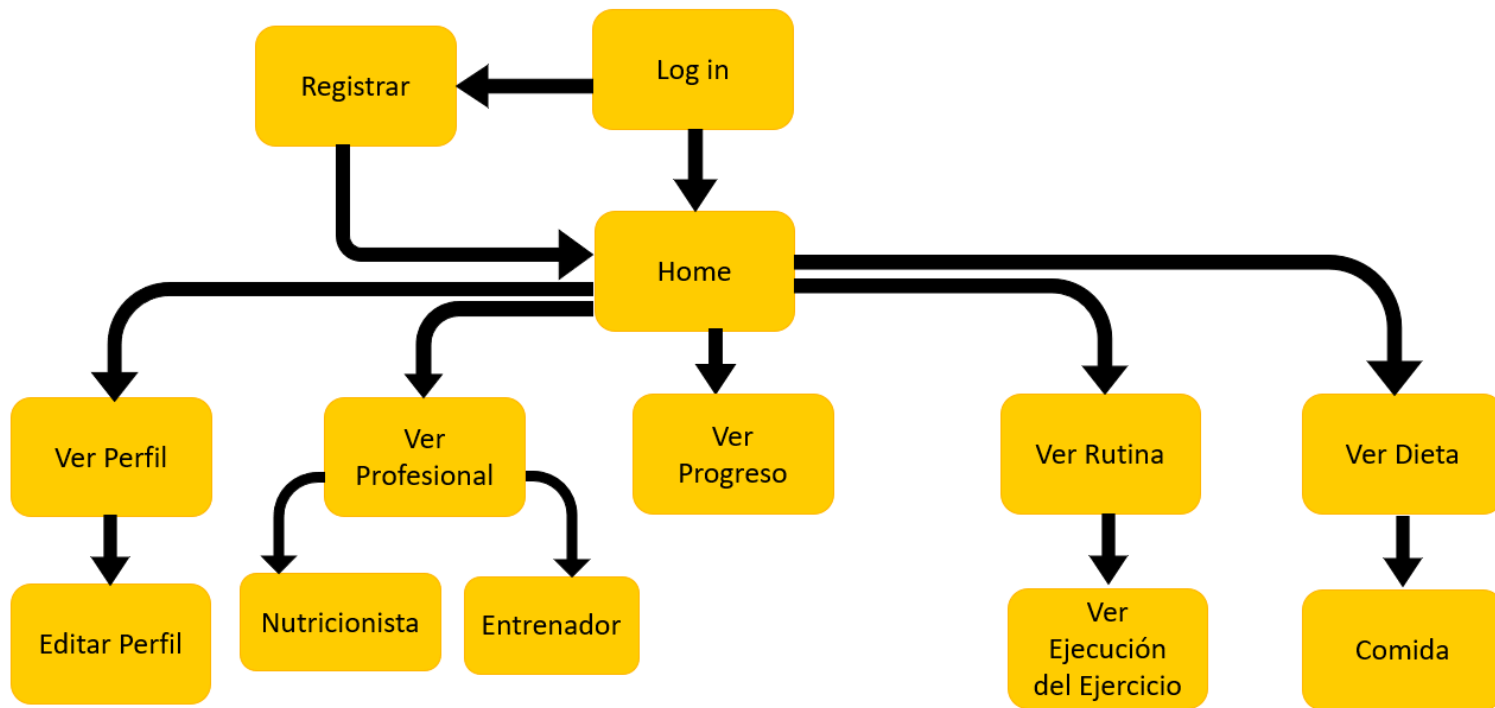 Log in
Registrar
Home
Ver Perfil
Ver
Profesional
Ver
Progreso
Ver Rutina
Ver Dieta
Editar Perfil
Nutricionista
Entrenador
Ver
Ejecución
del Ejercicio
Comida